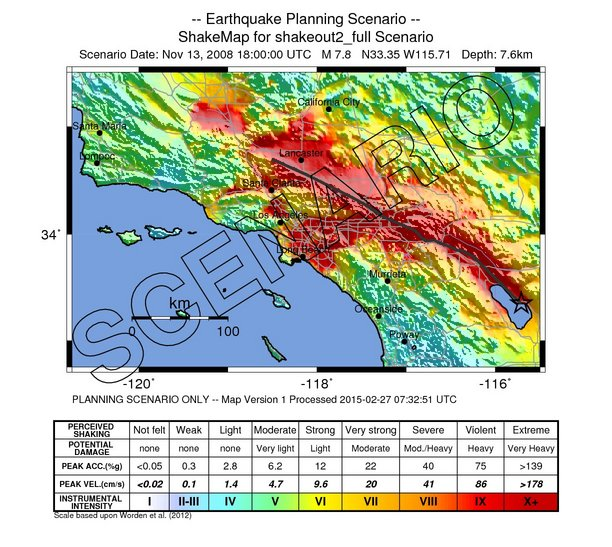 -- Earthquake Planning Scenario --
ShakeMap for shakeout2_full Scenario
Scenario Date: Nov 13, 2008 18:00:00 UTC M 7.8 N33.35 W115.71 Depth: 7.6km
California City
Santa Maria
Lompoc
Lancaster
Santa Clarita
Los Angeles
34°
Long Beach
Murrieta
Oceanside
Poway
km
0 100
SCENARIO
-120° -118° -116°
PLANNING SCENARIO ONLY -- Map Version 1 Processed 2015-02-27 07:32:51 UTC
PERCEIVED SHAKING Not felt Weak Light Moderate Strong Very strong Severe Violent Extreme
POTENTIAL DAMAGE none none none Very light Light Moderate Mod./Heavy Heavy Very Heavy
PEAK ACC.(%g) <0.05 0.3 2.8 6.2 12 22 40 75 >139
PEAK VEL.(cm/s) <0.02 0.1 1.4 4.7 9.6 20 41 86 >178
INSTRUMENTAL INTENSITY I II-III IV V VI VII VIII IX X+
Scale based upon Worden et al. (2012)